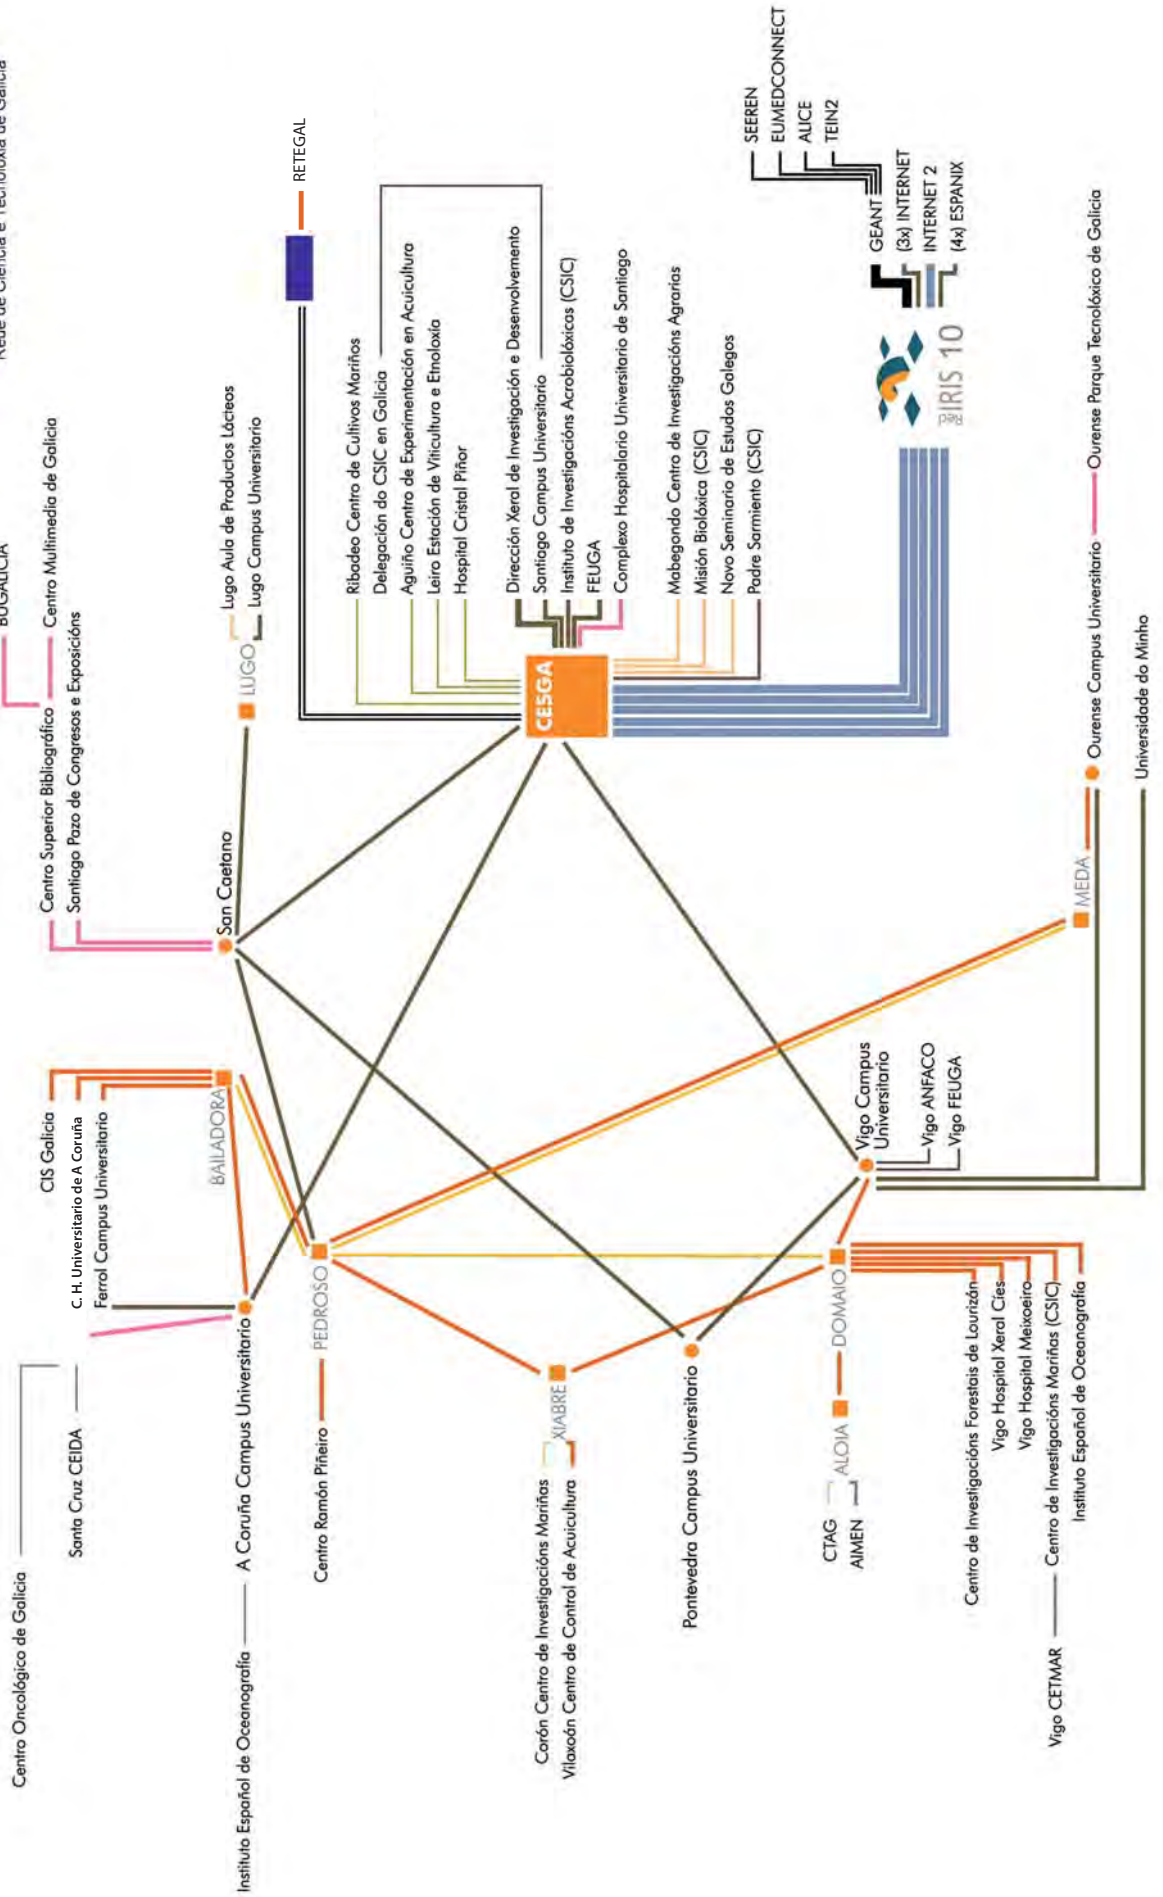 Rede de Ciencia e Tecnoloxía de Galicia
BUGALICIA
Centro Superior Bibliográfico
Centro Multimedia de Galicia
Santiago Pazo de Congresos e Exposicións
Centro Oncológico de Galicia
Santa Cruz CEIDA
CIS Galicia
C. H. Universitario de A Coruña
Ferrol Campus Universitario
BAILADORA
San Caetano
LUGO
Lugo Aula de Productos Lácteos
Lugo Campus Universitario
RETEGAL
Instituto Español de Oceanografía
A Coruña Campus Universitario
Centro Ramón Piñeiro
PEDROSO
Ribadeo Centro de Cultivos Mariños
Delegación do CSIC en Galicia
Aguiño Centro de Experimentación en Acuicultura
Leiro Estación de Viticultura e Etnoloxía
Hospital Cristal Piñor
Dirección Xeral de Investigación e Desenvolvemento
Santiago Campus Universitario
Instituto de Investigacións Acrobiolóxicas (CSIC)
FEUGA
Complexo Hospitalario Universitario de Santiago
CESGA
Mabegondo Centro de Investigacións Agrarias
Misión Biolóxica (CSIC)
Novo Seminario de Estudos Galegos
Padre Sarmiento (CSIC)
Corón Centro de Investigacións Mariñas
Vilaxoán Centro de Control de Acuicultura
XIABRE
Pontevedra Campus Universitario
SEEREN
EUMEDCONNECT
ALICE
TEIN2
GEANT
(3x) INTERNET
INTERNET 2
(4x) ESPANIX
red IRIS 10
CTAG
AIMEN
ALOIA
DOMAIO
Vigo Campus
Universitario
Vigo ANFACO
Vigo FEUGA
Centro de Investigacións Forestais de Lourizán
Vigo Hospital Xeral Cíes
Vigo Hospital Meixoeiro
Vigo CETMAR
Centro de Investigacións Mariñas (CSIC)
Instituto Español de Oceanografía
MEDA
Ourense Campus Universitario
Ourense Parque Tecnolóxico de Galicia
Universidade do Minho